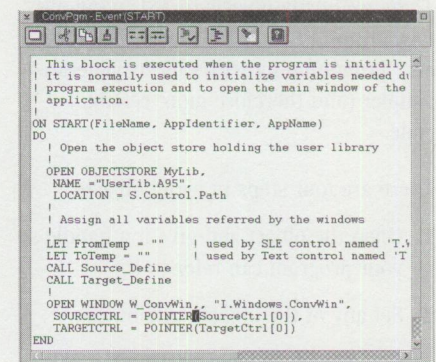 ConvPgm - Event(START)
! This block is executed when the program is initially
! It is normally used to initialize variables needed du
! program execution and to open the main window of the
! application.
!
ON START(FileName, AppIdentifier, AppName)
DO
! Open the object store holding the user library
!
OPEN OBJECTSTORE MyLib,
NAME ="UserLib.A95",
LOCATION = S.Control.Path
!
! Assign all variables referred by the windows
!
LET FromTemp = "" ! used by SLE control named 'T.W
LET ToTemp = "" ! used by Text control named 'T
CALL Source_Define
CALL Target_Define
!
OPEN WINDOW W_ConvWin,, "I.Windows.ConvWin",
SOURCECTRL = POINTER(SourceCtrl[0]),
TARGETCTRL = POINTER(TargetCtrl[0])
END